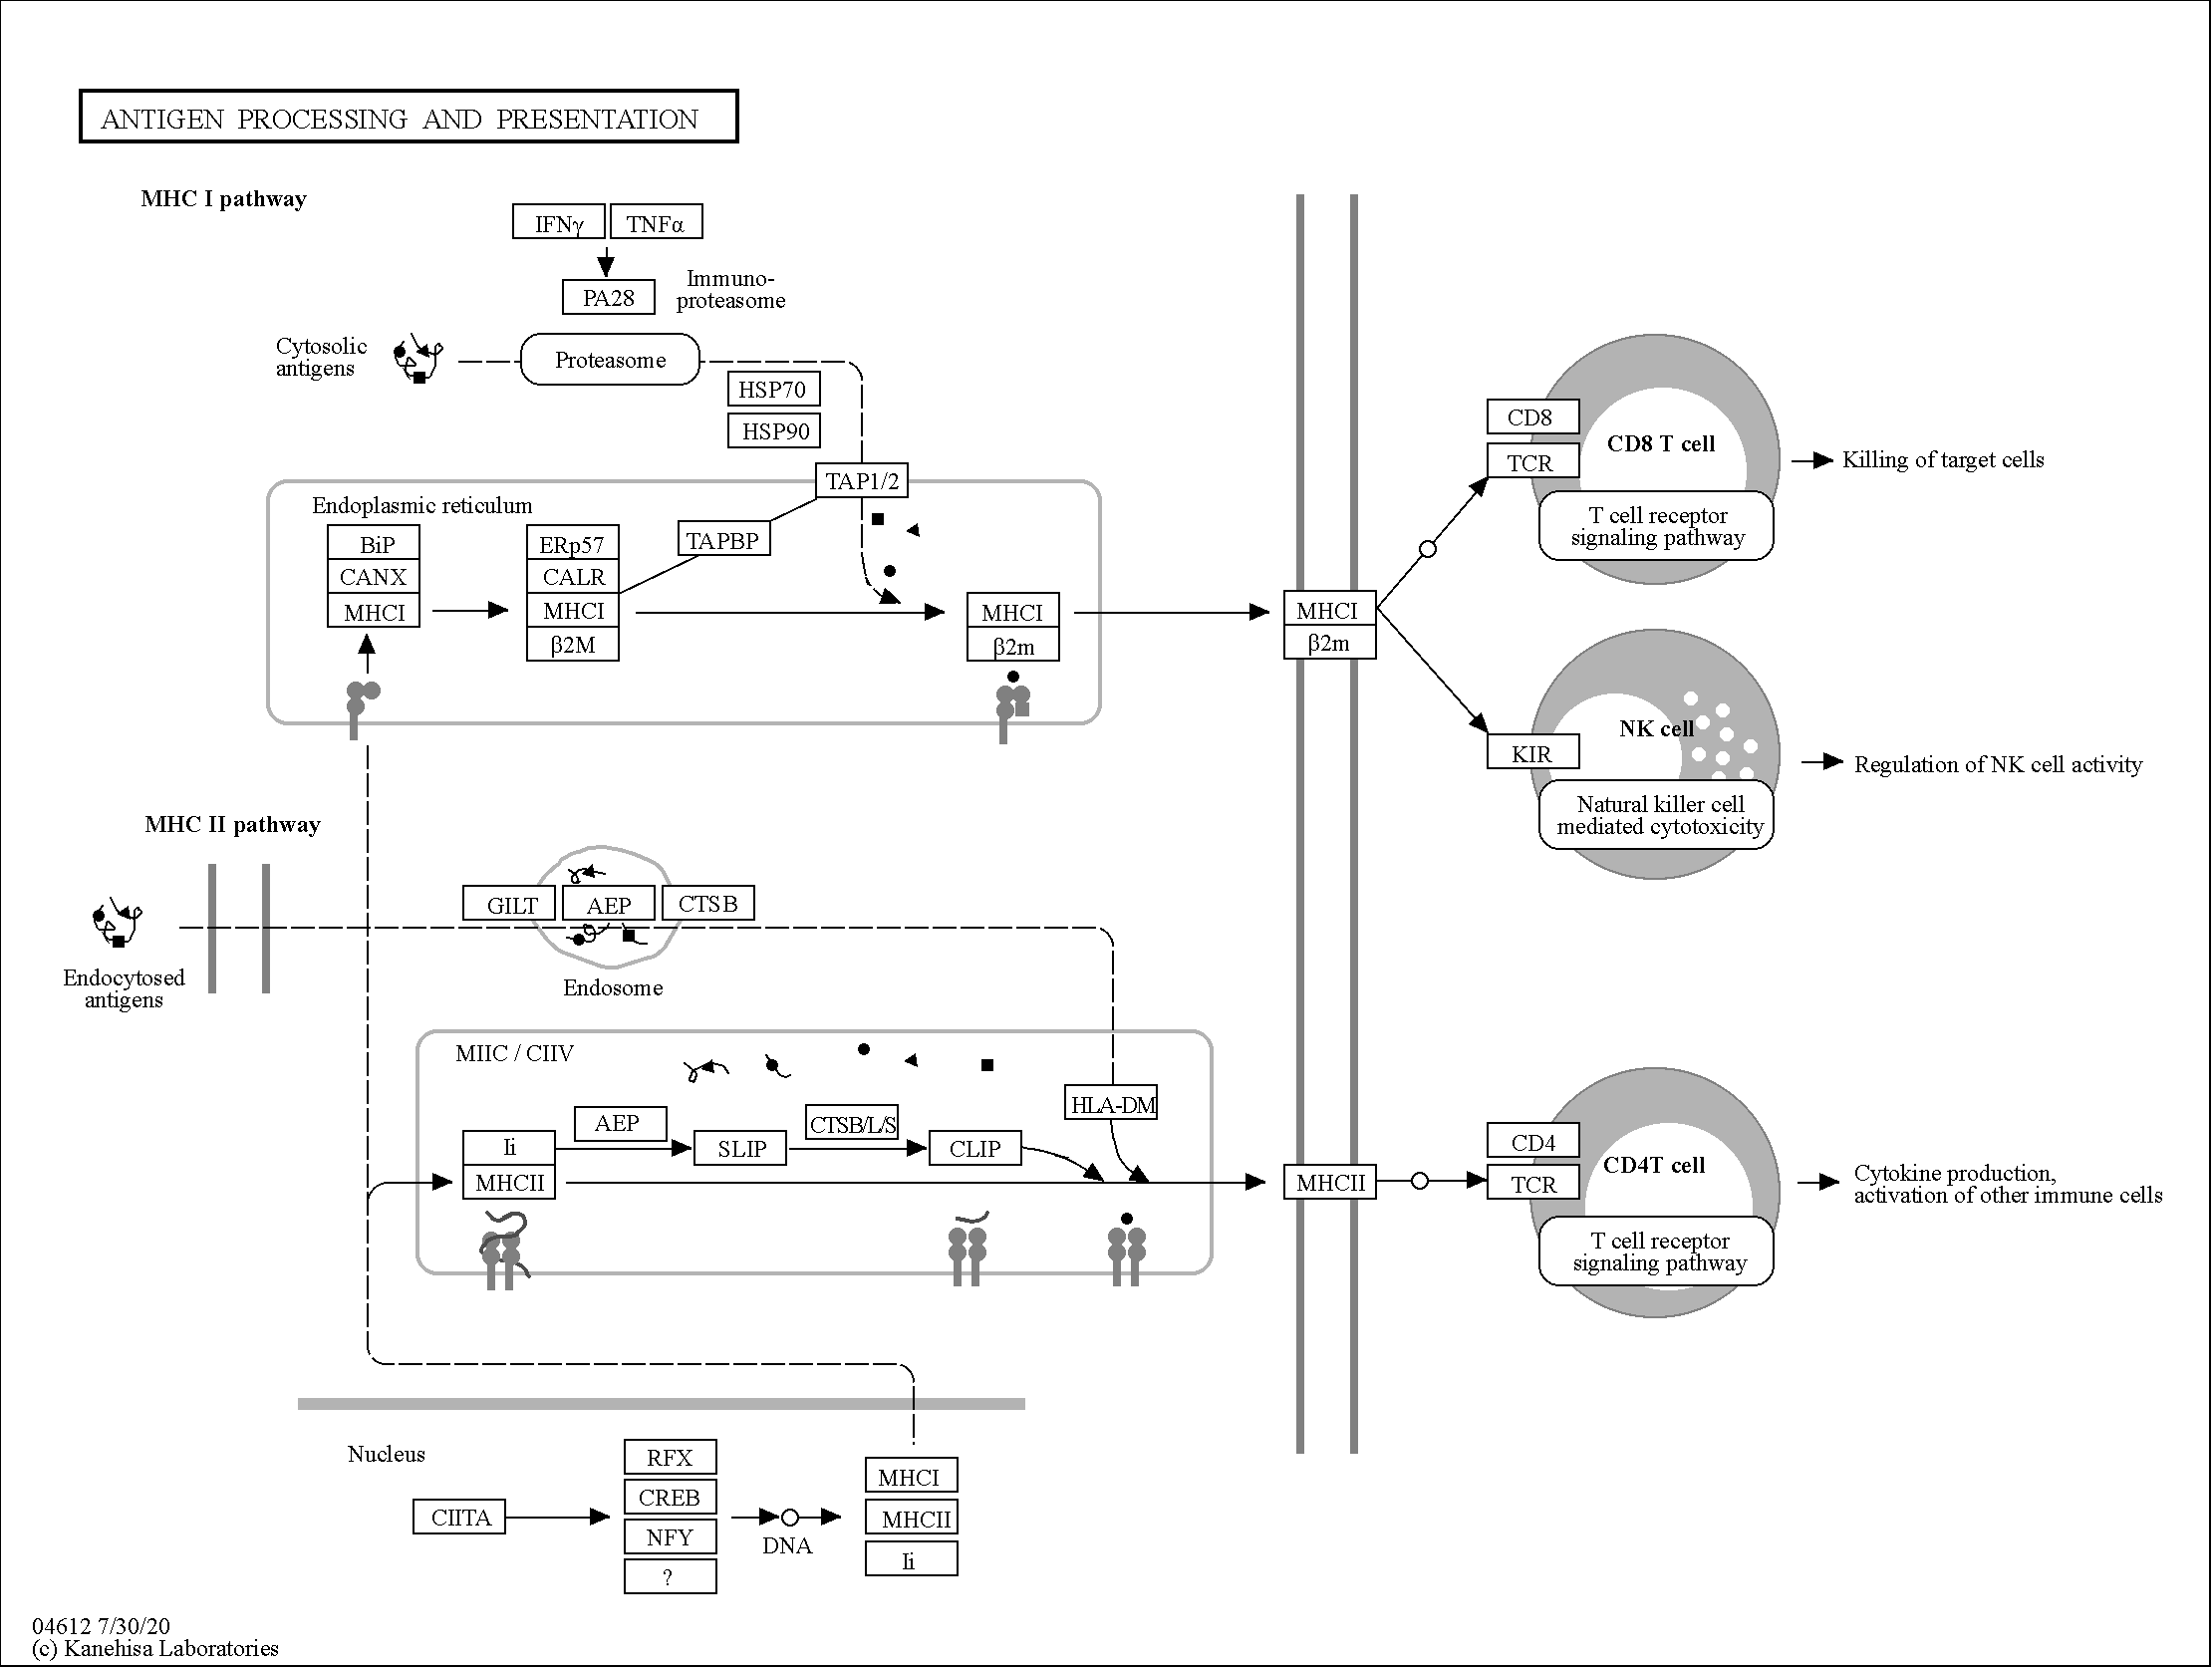 ANTIGEN PROCESSING AND PRESENTATION
MHC I pathway
IFNγ
TNFα
PA28
Immuno-
proteasome
Cytosolic
antigens
Proteasome
HSP70
HSP90
TAP1/2
Endoplasmic reticulum
BiP
CANX
MHCI
ERp57
CALR
MHCI
β2M
TAPBP
MHCI
β2m
MHCI
β2m
CD8
TCR
CD8 T cell
T cell receptor
signaling pathway
Killing of target cells
KIR
NK cell
Natural killer cell
mediated cytotoxicity
Regulation of NK cell activity
MHC II pathway
Endocytosed
antigens
GILT
AEP
CTSB
Endosome
MIIC / CIIV
Ii
MHCII
AEP
SLIP
CTSB/L/S
CLIP
HLA-DM
MHCII
CD4
TCR
CD4T cell
T cell receptor
signaling pathway
Cytokine production,
activation of other immune cells
Nucleus
CIITA
RFX
CREB
NFY
?
DNA
MHCI
MHCII
Ii
04612 7/30/20
(c) Kanehisa Laboratories